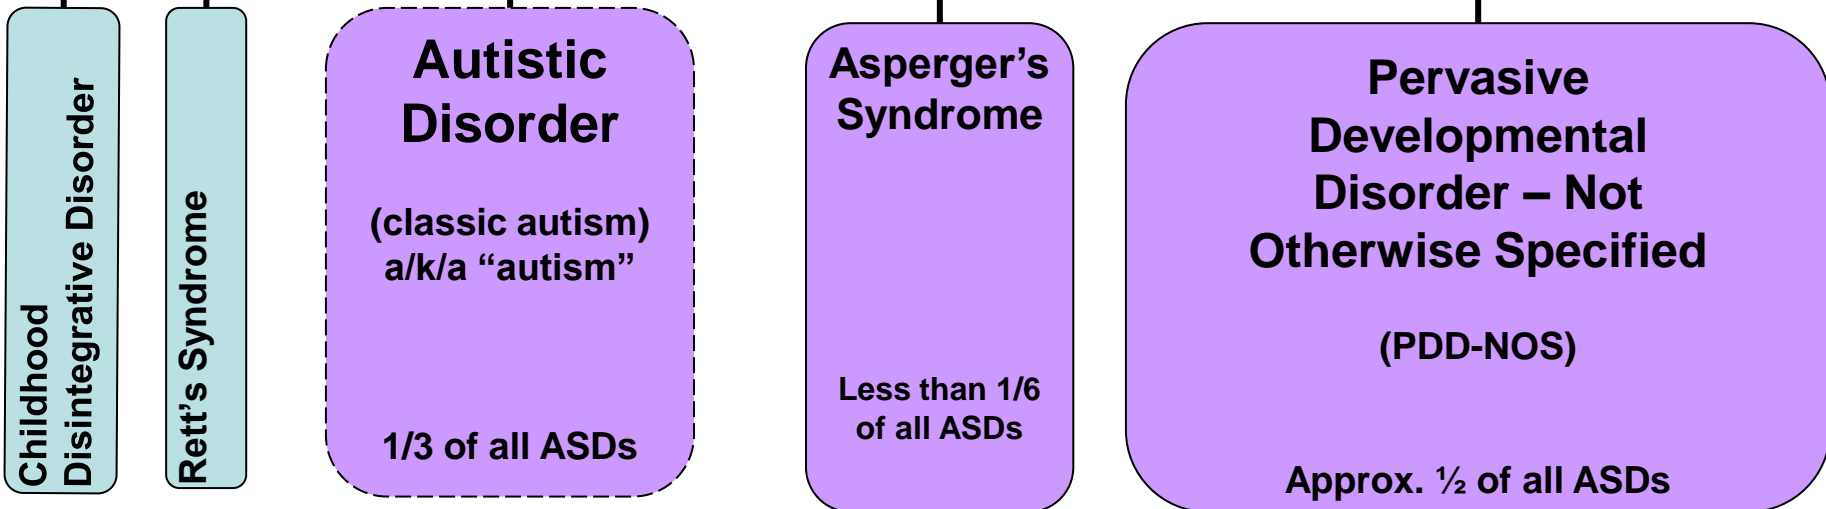 Childhood
Disintegrative Disorder
Rett's Syndrome
Autistic
Disorder
(classic autism)
a/k/a “autism”
1/3 of all ASDs
Asperger’s
Syndrome
Less than 1/6
of all ASDs
Pervasive
Developmental
Disorder – Not
Otherwise Specified
(PDD-NOS)
Approx. ½ of all ASDs